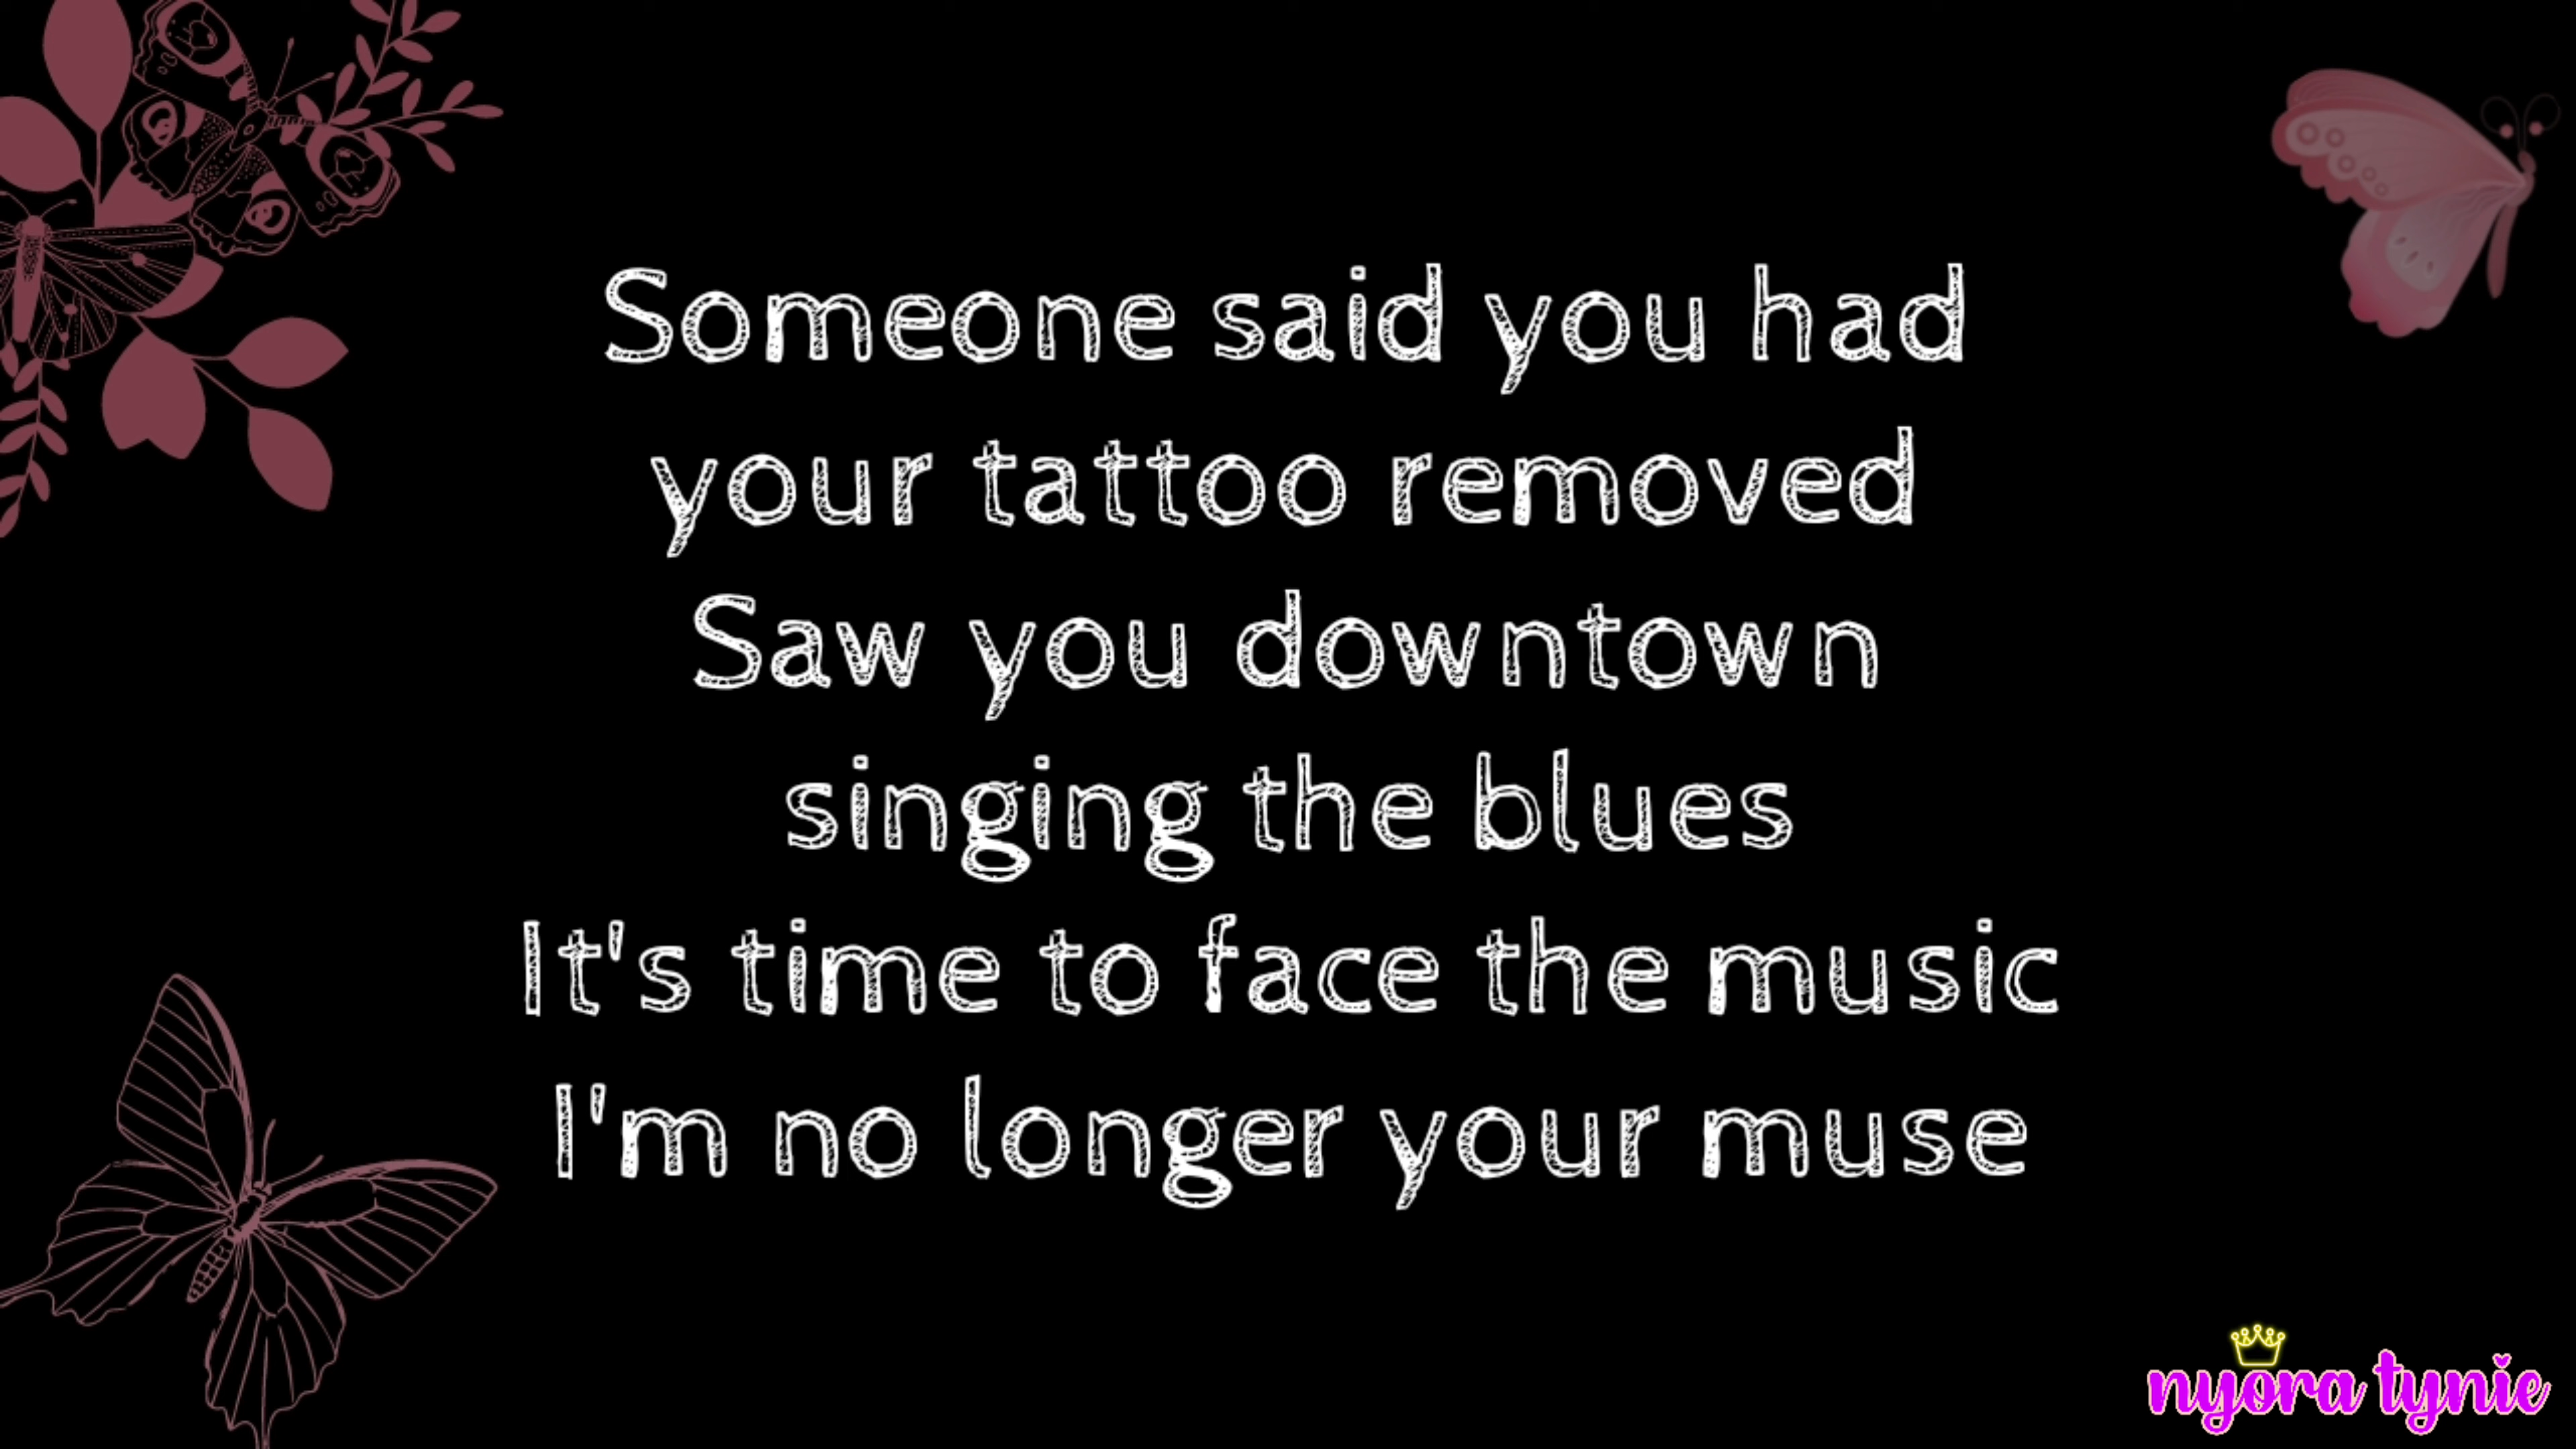 Someone said you had
your tattoo removed
Saw you downtown
singing the blues
It's time to face the music
I'm no longer your muse
nyora tynie